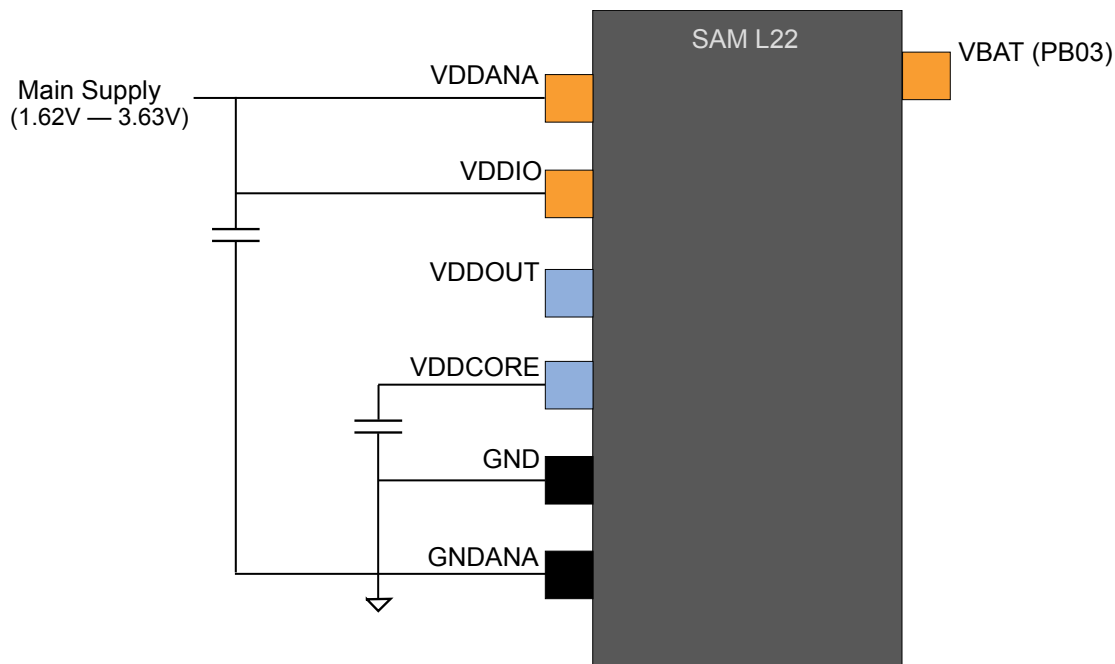 SAM L22
VBAT (PB03)
VDDANA
Main Supply
(1.62V — 3.63V)
VDDIO
VDDOUT
VDDCORE
GND
GNDANA